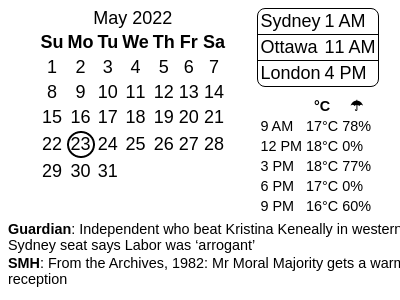 May 2022
Su Mo Tu We Th Fr Sa
1 2 3 4 5 6 7
8 9 10 11 12 13 14
15 16 17 18 19 20 21
22 23 24 25 26 27 28
29 30 31
Sydney 1 AM
Ottawa 11 AM
London 4 PM
°C ☂
9 AM 17°C 78%
12 PM 18°C 0%
3 PM 18°C 77%
6 PM 17°C 0%
9 PM 16°C 60%
Guardian: Independent who beat Kristina Keneally in western
Sydney seat says Labor was ‘arrogant’
SMH: From the Archives, 1982: Mr Moral Majority gets a warm
reception